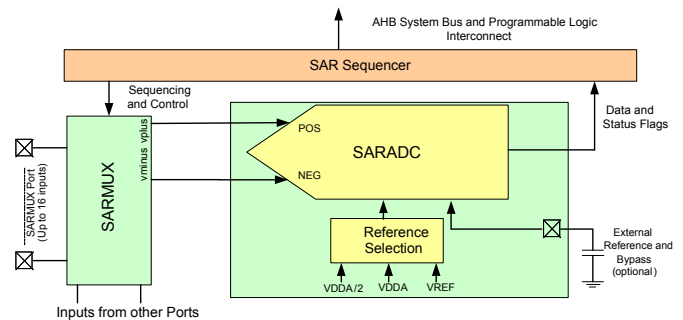 AHB System Bus and Programmable Logic
Interconnect
SAR Sequencer
Sequencing
and Control
Data and
Status Flags
vminus vplus
POS
SARADC
NEG
SARMUX
SARMUX Port
(Up to 16 inputs)
Reference
Selection
External
Reference and
Bypass
(optional)
VDDA/2
VDDA
VREF
Inputs from other Ports